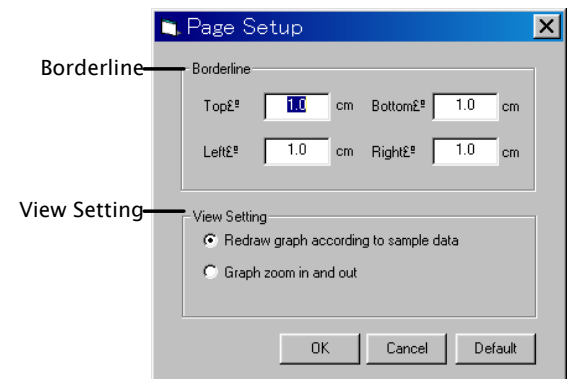 Page Setup
Borderline
Borderline
Top£º 1.0 cm Bottom£º 1.0 cm
Left£º 1.0 cm Right£º 1.0 cm
View Setting
View Setting
Redraw graph according to sample data
Graph zoom in and out
OK Cancel Default